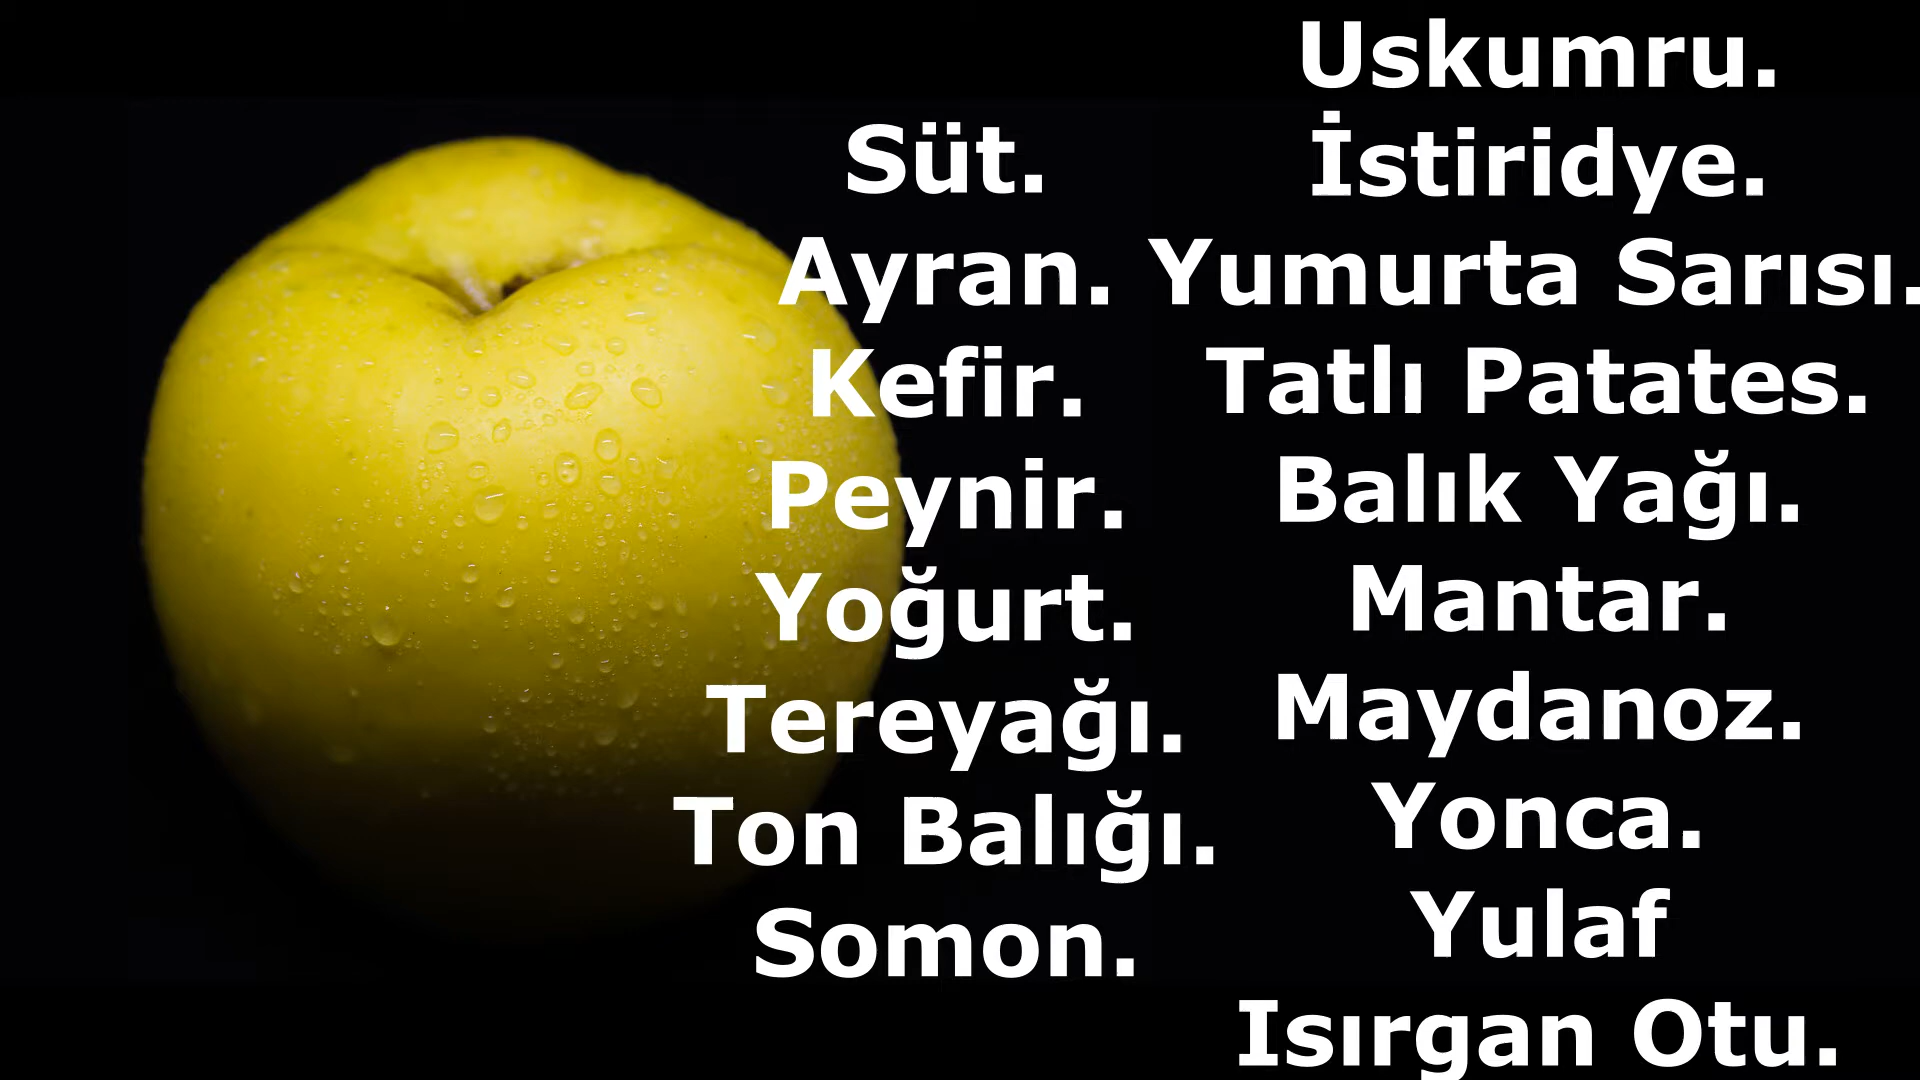 Süt.
Ayran.
Kefir.
Peynir.
Yoğurt.
Tereyağı.
Ton Balığı.
Somon.
Uskumru.
İstiridye.
Yumurta Sarısı.
Tatlı Patates.
Balık Yağı.
Mantar.
Maydanoz.
Yonca.
Yulaf
Isırgan Otu.